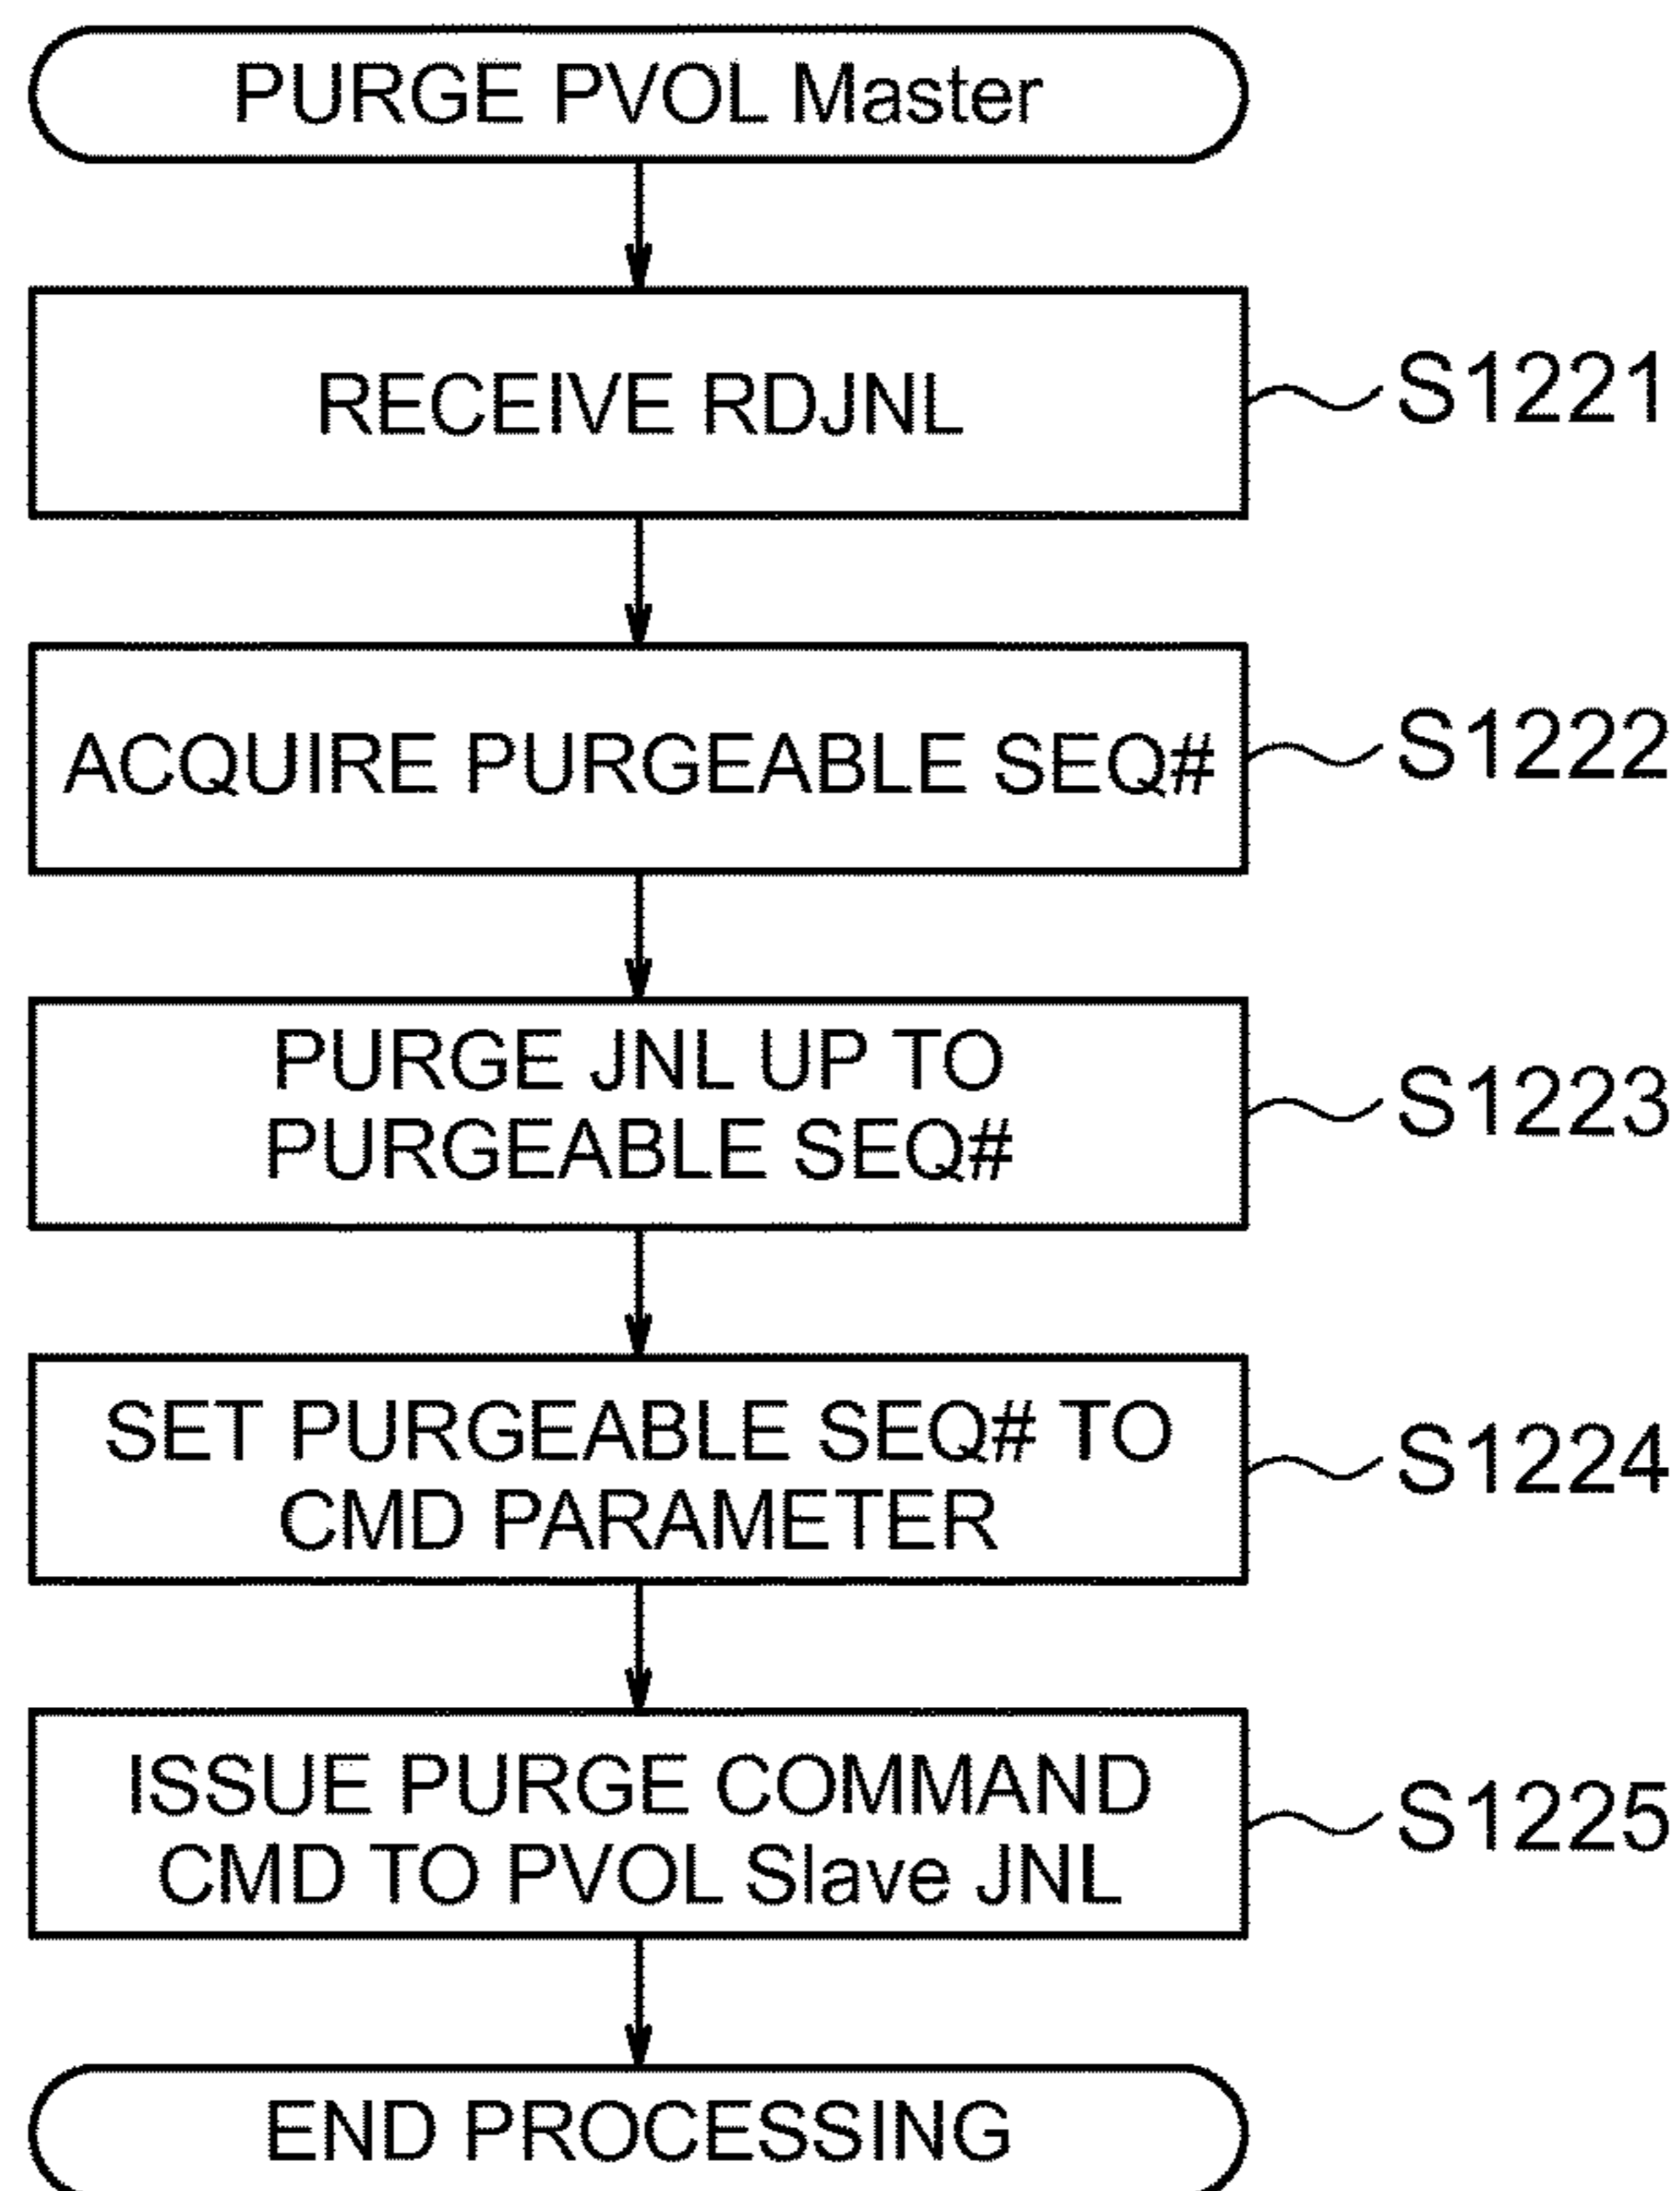 PURGE PVOL Master
RECEIVE RDJNL
S1221
ACQUIRE PURGEABLE SEQ#
S1222
PURGE JNL UP TO
PURGEABLE SEQ#
S1223
SET PURGEABLE SEQ# TO
CMD PARAMETER
S1224
ISSUE PURGE COMMAND
CMD TO PVOL Slave JNL
S1225
END PROCESSING